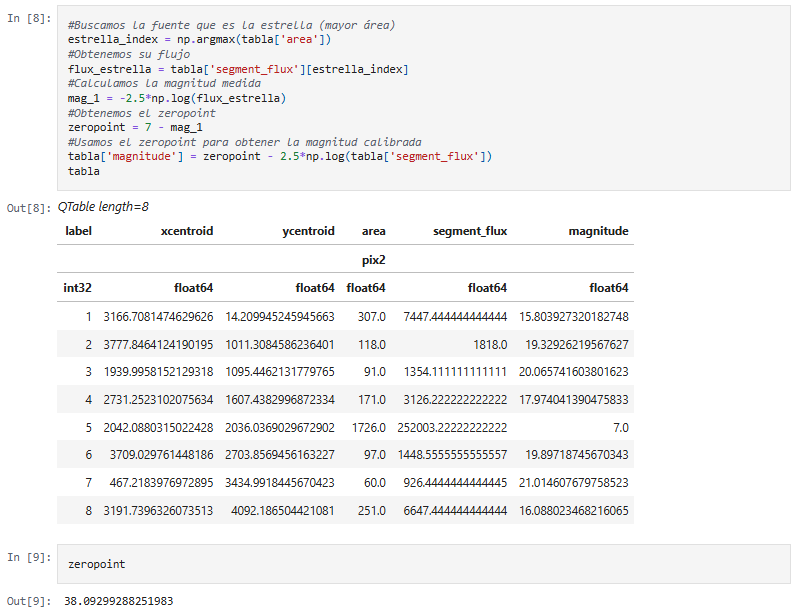 In [8]:
#Buscamos la fuente que es la estrella (mayor área)
estrella_index = np.argmax(tabla['area'])
#Obtenemos su flujo
flux_estrella = tabla['segment_flux'][estrella_index]
#Calculamos la magnitud medida
mag_1 = -2.5*np.log(flux_estrella)
#Obtenemos el zeropoint
zeropoint = 7 - mag_1
#Usamos el zeropoint para obtener la magnitud calibrada
tabla['magnitude'] = zeropoint - 2.5*np.log(tabla['segment_flux'])
tabla
Out[8]: QTable length=8
label xcentroid ycentroid area segment_flux magnitude
pix2
int32 float64 float64 float64 float64 float64
1 3166.7081474629626 14.209945245945663 307.0 7447.444444444444 15.803927320182748
2 3777.8464124190195 1011.3084586236401 118.0 1818.0 19.32926219567627
3 1939.9958152129318 1095.4462131779765 91.0 1354.111111111111 20.065741603801623
4 2731.2523102075634 1607.4382996872334 171.0 3126.222222222222 17.974041390475833
5 2042.0880315022428 2036.0369029672902 1726.0 252003.22222222222 7.0
6 3709.029761448186 2703.8569456163227 97.0 1448.5555555555557 19.89718745670343
7 467.2183976972895 3434.9918445670423 60.0 926.4444444444445 21.014607679758523
8 3191.7396326073513 4092.186504421081 251.0 6647.444444444444 16.088023468216065
In [9]: zeropoint
Out[9]: 38.09299288251983